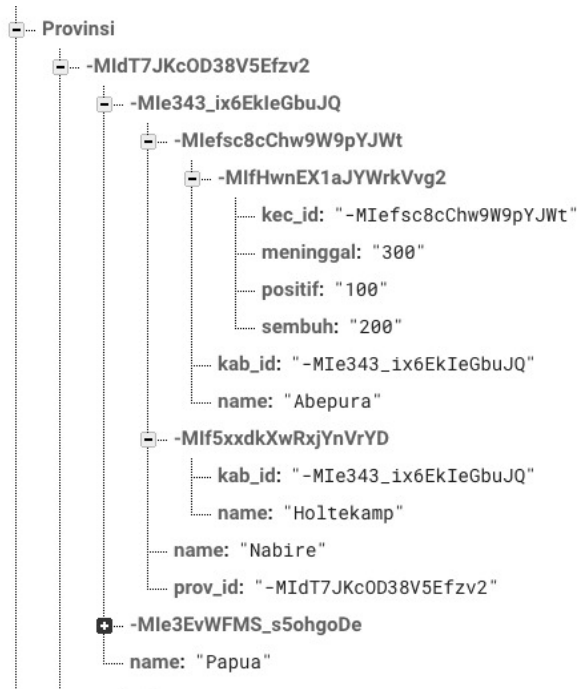 Provinsi
-MIdT7JKcOD38V5Efzv2
-MIe343_ix6EkIeGbuJQ
-MIefsc8cChw9W9pYJWt
-MIfHwnEX1aJYWrkVvg2
kec_id: "-MIefsc8cChw9W9pYJWt"
meninggal: "300"
positif: "100"
sembuh: "200"
kab_id: "-MIe343_ix6EkIeGbuJQ"
name: "Abepura"
-MIf5xxdkXwRxjYnVrYD
kab_id: "-MIe343_ix6EkIeGbuJQ"
name: "Holtekamp"
name: "Nabire"
prov_id: "-MIdT7JKcOD38V5Efzv2"
-MIe3EvWFMS_s5ohgoDe
name: "Papua"